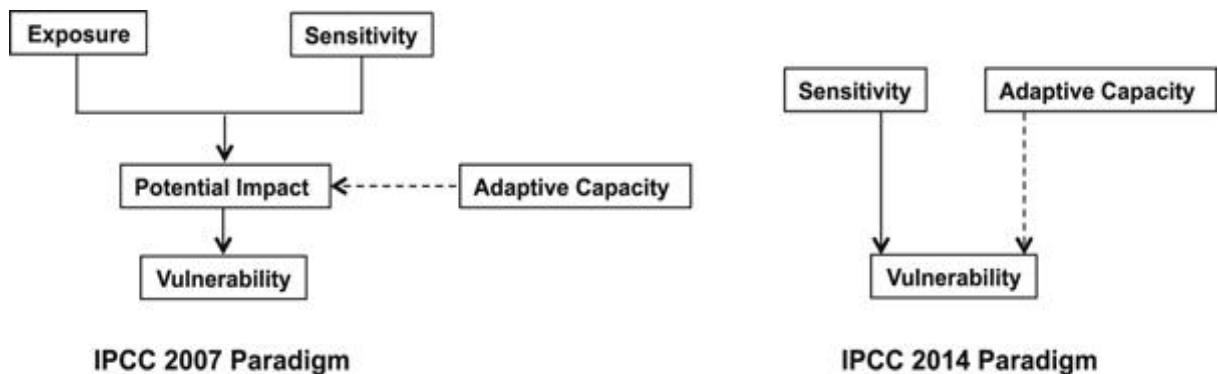 Exposure
Sensitivity
Potential Impact
Adaptive Capacity
Vulnerability
IPCC 2007 Paradigm
Sensitivity
Adaptive Capacity
Vulnerability
IPCC 2014 Paradigm